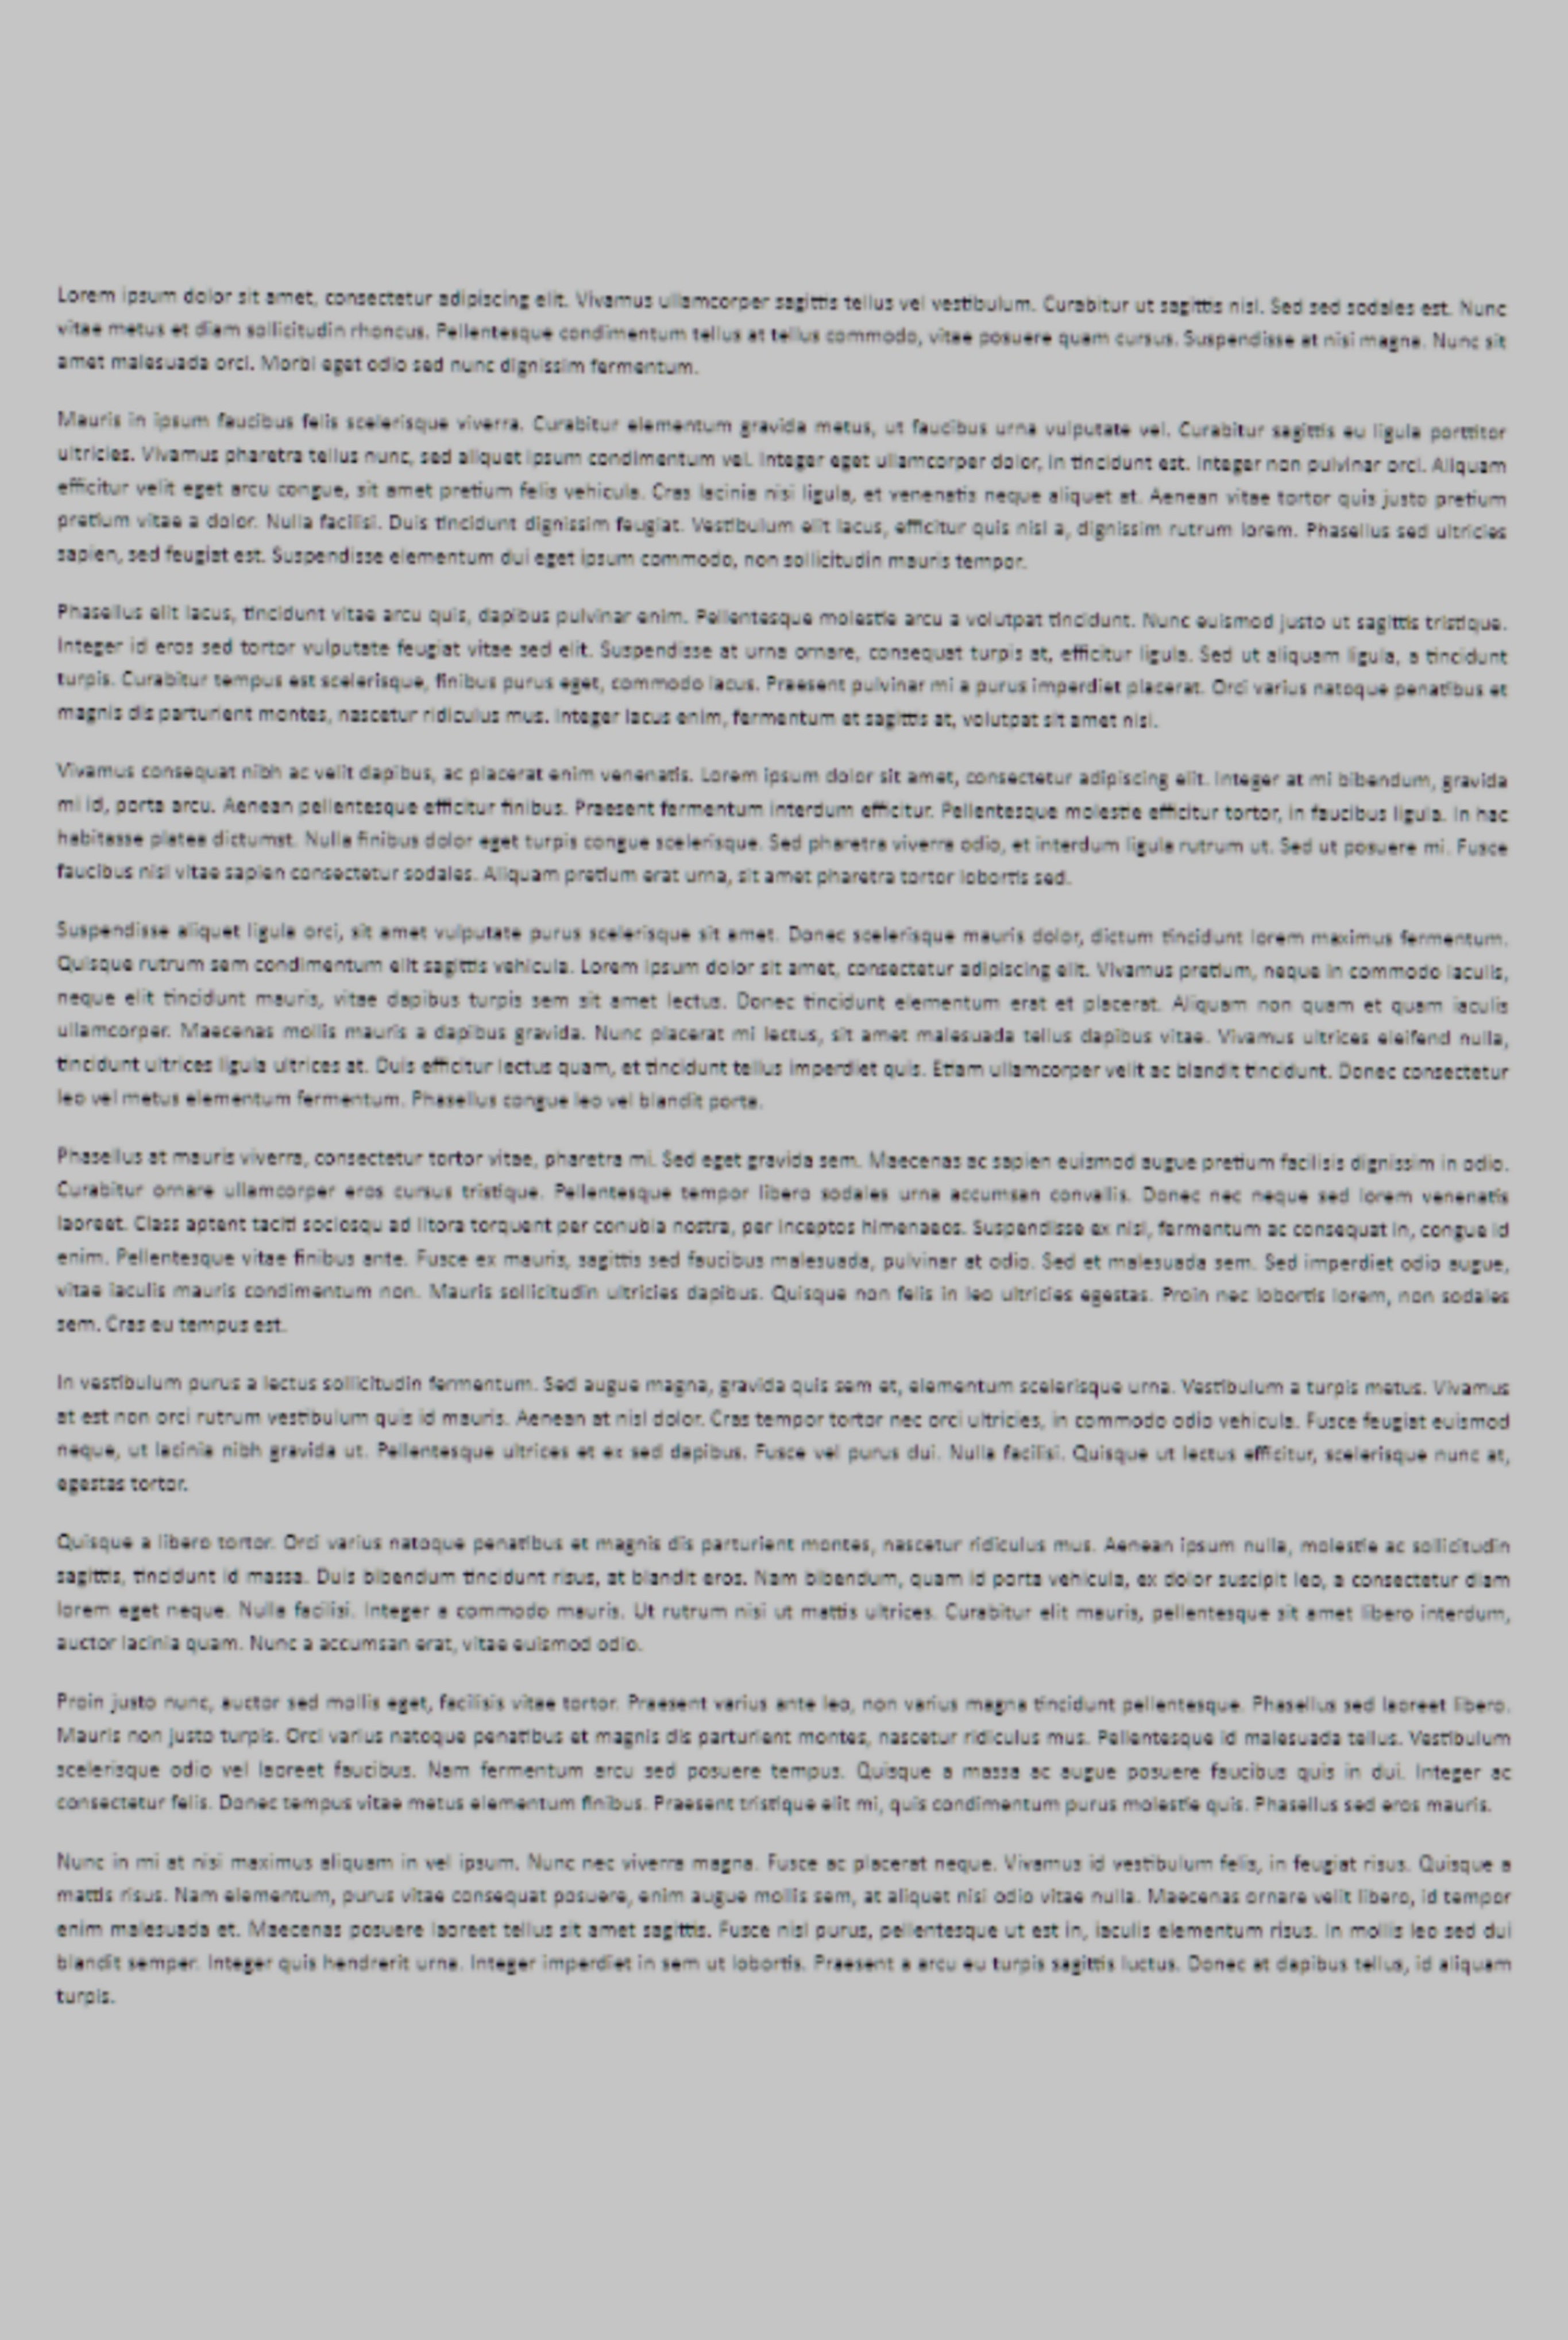 Lorem ipsum dolor sit amet, consectetur adipiscing elit. Vivamus ullamcorper sagittis tellus vel vestibulum. Curabitur ut sagittis nisl. Sed sed sodales est. Nunc
vitae metus et diam sollicitudin rhoncus. Pellentesque condimentum tellus at tellus commodo, vitae posuere quam cursus. Suspendisse at nisi magna. Nunc sit
amet malesuada orci. Morbi eget odio sed nunc dignissim fermentum.
Mauris in ipsum faucibus felis scelerisque viverra. Curabitur elementum gravida metus, ut faucibus urna vulputate vel. Curabitur sagittis eu ligula porttitor
ultricies. Vivamus pharetra tellus nunc, sed aliquet ipsum condimentum vel. Integer eget ullamcorper dolor, in tincidunt est. Integer non pulvinar orci. Aliquam
efficitur velit eget arcu congue, sit amet pretium felis vehicula. Cras lacinia nisi ligula, et venenatis neque aliquet at. Aenean vitae tortor quis justo pretium
pretium vitae a dolor. Nulla facilisi. Duis tincidunt dignissim feugiat. Vestibulum elit lacus, efficitur quis nisl a, dignissim rutrum lorem. Phasellus sed ultricies
sapien, sed feugiat est. Suspendisse elementum dui eget ipsum commodo, non sollicitudin mauris tempor.
Phasellus elit lacus, tincidunt vitae arcu quis, dapibus pulvinar enim. Pellentesque molestie arcu a volutpat tincidunt. Nunc euismod justo ut sagittis tristique.
Integer id eros sed tortor vulputate feugiat vitae sed elit. Suspendisse at urna ornare, consequat turpis at, efficitur ligula. Sed ut aliquam ligula, a tincidunt
turpis. Curabitur tempus est scelerisque, finibus purus eget, commodo lacus. Praesent pulvinar mi a purus imperdiet placerat. Orci varius natoque penatibus et
magnis dis parturient montes, nascetur ridiculus mus. Integer lacus enim, fermentum et sagittis at, volutpat sit amet nisl.
Vivamus consequat nibh ac velit dapibus, ac placerat enim venenatis. Lorem ipsum dolor sit amet, consectetur adipiscing elit. Integer at mi bibendum, gravida
mi id, porta arcu. Aenean pellentesque efficitur finibus. Praesent fermentum interdum efficitur. Pellentesque molestie efficitur tortor, in faucibus ligula. In hac
habitasse platea dictumst. Nulla finibus dolor eget turpis congue scelerisque. Sed pharetra viverra odio, et interdum ligula rutrum ut. Sed ut posuere mi. Fusce
faucibus nisl vitae sapien consectetur sodales. Aliquam pretium erat urna, sit amet pharetra tortor lobortis sed.
Suspendisse aliquet ligula orci, sit amet vulputate purus scelerisque sit amet. Donec scelerisque mauris dolor, dictum tincidunt lorem maximus fermentum.
Quisque rutrum sem condimentum elit sagittis vehicula. Lorem ipsum dolor sit amet, consectetur adipiscing elit. Vivamus pretium, neque in commodo iaculis,
neque elit tincidunt mauris, vitae dapibus turpis sem sit amet lectus. Donec tincidunt elementum erat et placerat. Aliquam non quam et quam iaculis
ullamcorper. Maecenas mollis mauris a dapibus gravida. Nunc placerat mi lectus, sit amet malesuada tellus dapibus vitae. Vivamus ultrices eleifend nulla,
tincidunt ultrices ligula ultrices at. Duis efficitur lectus quam, et tincidunt tellus imperdiet quis. Etiam ullamcorper velit ac blandit tincidunt. Donec consectetur
leo vel metus elementum fermentum. Phasellus congue leo vel blandit porta.
Phasellus at mauris viverra, consectetur tortor vitae, pharetra mi. Sed eget gravida sem. Maecenas ac sapien euismod augue pretium facilisis dignissim in odio.
Curabitur ornare ullamcorper eros cursus tristique. Pellentesque tempor libero sodales urna accumsan convallis. Donec nec neque sed lorem venenatis
laoreet. Class aptent taciti sociosqu ad litora torquent per conubia nostra, per inceptos himenaeos. Suspendisse ex nisl, fermentum ac consequat in, congue id
enim. Pellentesque vitae finibus ante. Fusce ex mauris, sagittis sed faucibus malesuada, pulvinar at odio. Sed et malesuada sem. Sed imperdiet odio augue,
vitae iaculis mauris condimentum non. Mauris sollicitudin ultricies dapibus. Quisque non felis in leo ultricies egestas. Proin nec lobortis lorem, non sodales
sem. Cras eu tempus est.
In vestibulum purus a lectus sollicitudin fermentum. Sed augue magna, gravida quis sem et, elementum scelerisque urna. Vestibulum a turpis metus. Vivamus
at est non orci rutrum vestibulum quis id mauris. Aenean at nisl dolor. Cras tempor tortor nec orci ultricies, in commodo odio vehicula. Fusce feugiat euismod
neque, ut lacinia nibh gravida ut. Pellentesque ultrices et ex sed dapibus. Fusce vel purus dui. Nulla facilisi. Quisque ut lectus efficitur, scelerisque nunc at,
egestas tortor.
Quisque a libero tortor. Orci varius natoque penatibus et magnis dis parturient montes, nascetur ridiculus mus. Aenean ipsum nulla, molestie ac sollicitudin
sagittis, tincidunt id massa. Duis bibendum tincidunt risus, at blandit eros. Nam bibendum, quam id porta vehicula, ex dolor suscipit leo, a consectetur diam
lorem eget neque. Nulla facilisi. Integer a commodo mauris. Ut rutrum nisi ut mattis ultrices. Curabitur elit mauris, pellentesque sit amet libero interdum,
auctor lacinia quam. Nunc a accumsan erat, vitae euismod odio.
Proin justo nunc, auctor sed mollis eget, facilisis vitae tortor. Praesent varius ante leo, non varius magna tincidunt pellentesque. Phasellus sed laoreet libero.
Mauris non justo turpis. Orci varius natoque penatibus et magnis dis parturient montes, nascetur ridiculus mus. Pellentesque id malesuada tellus. Vestibulum
scelerisque odio vel laoreet faucibus. Nam fermentum arcu sed posuere tempus. Quisque a massa ac augue posuere faucibus quis in dui. Integer ac
consectetur felis. Donec tempus vitae metus elementum finibus. Praesent tristique elit mi, quis condimentum purus molestie quis. Phasellus sed eros mauris.
Nunc in mi at nisi maximus aliquam in vel ipsum. Nunc nec viverra magna. Fusce ac placerat neque. Vivamus id vestibulum felis, in feugiat risus. Quisque a
mattis risus. Nam elementum, purus vitae consequat posuere, enim augue mollis sem, at aliquet nisi odio vitae nulla. Maecenas ornare velit libero, id tempor
enim malesuada et. Maecenas posuere laoreet tellus sit amet sagittis. Fusce nisl purus, pellentesque ut est in, iaculis elementum risus. In mollis leo sed dui
blandit semper. Integer quis hendrerit urna. Integer imperdiet in sem ut lobortis. Praesent a arcu eu turpis sagittis luctus. Donec at dapibus tellus, id aliquam
turpis.